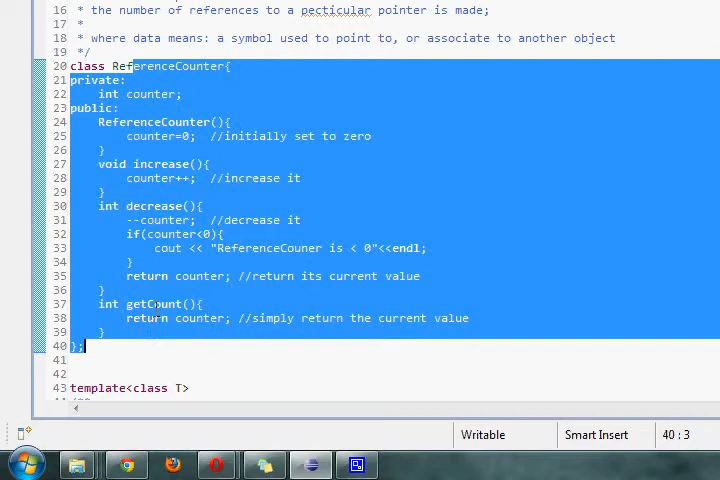 16 * the number of references to a pecticular pointer is made;
17 *
18 * where data means: a symbol used to point to, or associate to another object
19 */
20 class ReferenceCounter{
21 private:
22 int counter;
23 public:
24 ReferenceCounter(){
25 counter=0; //initially set to zero
26 }
27 void increase(){
28 counter++; //increase it
29 }
30 int decrease(){
31 --counter; //decrease it
32 if(counter<0){
33 cout << "ReferenceCouner is < 0"<<endl;
34 }
35 return counter; //return its current value
36 }
37 int getCount(){
38 return counter; //simply return the current value
39 }
40 };
41
42
43 template<class T>
Writable Smart Insert 40 : 3